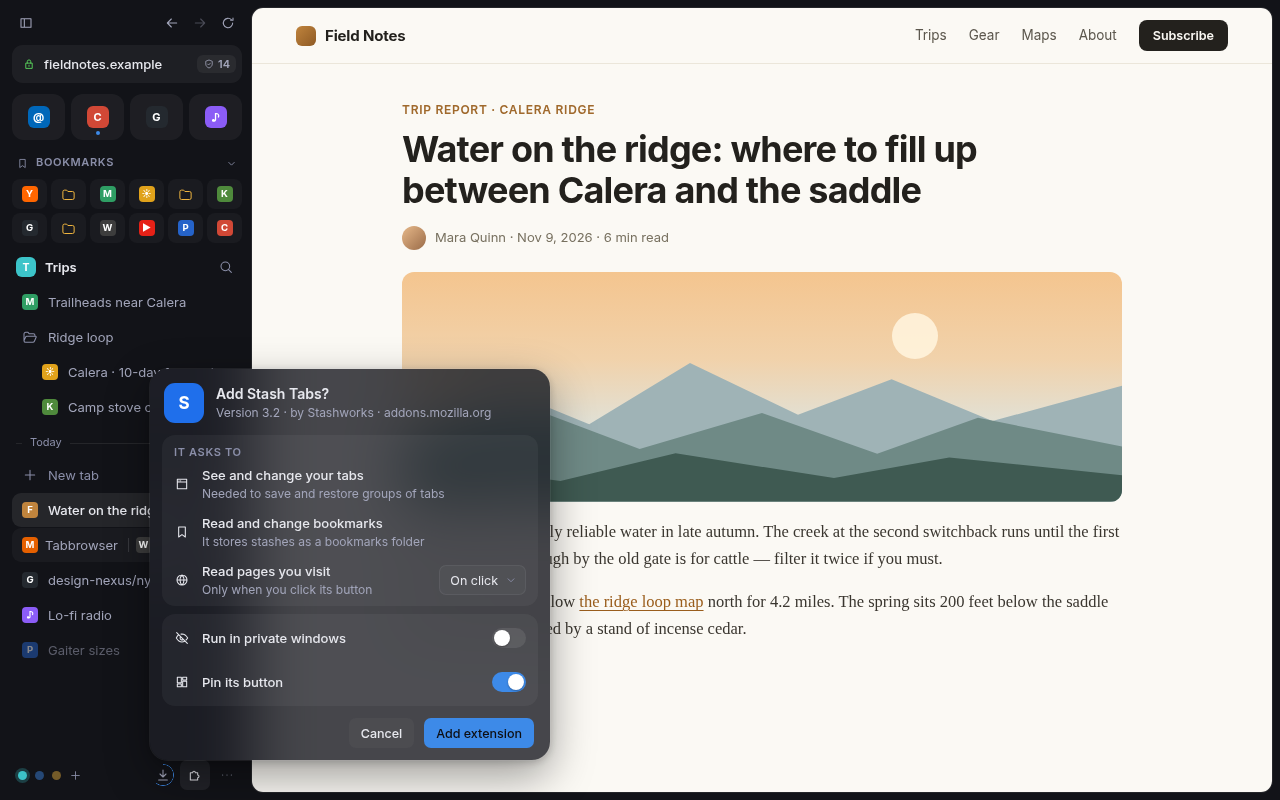 fieldnotes.example
14
@
C
G
BOOKMARKS
Y
M
K
G
W
P
C
T
Trips
M
Trailheads near Calera
Ridge loop
Calera · 10-day
K
Camp stove
Today
New tab
F
Water on the ridg
M
Tabbrowser
W
G
design-nexus/ny
Lo-fi radio
P
Gaiter sizes
Field Notes
Trips
Gear
Maps
About
Subscribe
TRIP REPORT · CALERA RIDGE
Water on the ridge: where to fill up
between Calera and the saddle
Mara Quinn · Nov 9, 2026 · 6 min read
ly reliable water in late autumn. The creek at the second switchback runs until the first
gh by the old gate is for cattle — filter it twice if you must.
low the ridge loop map north for 4.2 miles. The spring sits 200 feet below the saddle
ed by a stand of incense cedar.
S
Add Stash Tabs?
Version 3.2 · by Stashworks · addons.mozilla.org
IT ASKS TO
See and change your tabs
Needed to save and restore groups of tabs
Read and change bookmarks
It stores stashes as a bookmarks folder
Read pages you visit
Only when you click its button
On click
Run in private windows
Pin its button
Cancel
Add extension